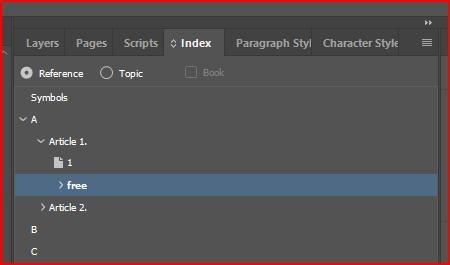 Layers Pages Scripts Index Paragraph Styl Character Style
Reference Topic Book
Symbols
A
Article 1.
1
free
Article 2.
B
C